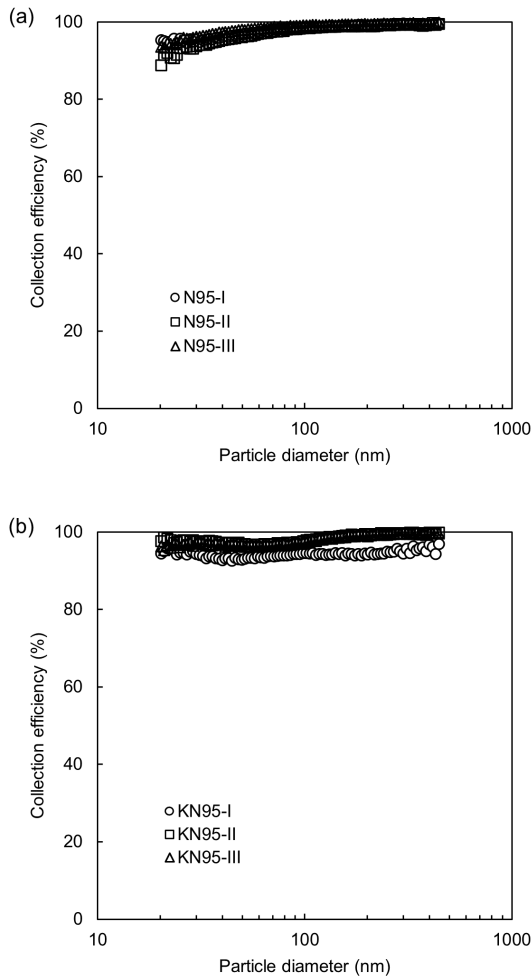 (a)
100
80
60
40
20
0
Collection efficiency (%)
N95-I
N95-II
N95-III
10
100
1000
Particle diameter (nm)
(b)
100
80
60
40
20
0
Collection efficiency (%)
KN95-I
KN95-II
KN95-III
10
100
1000
Particle diameter (nm)